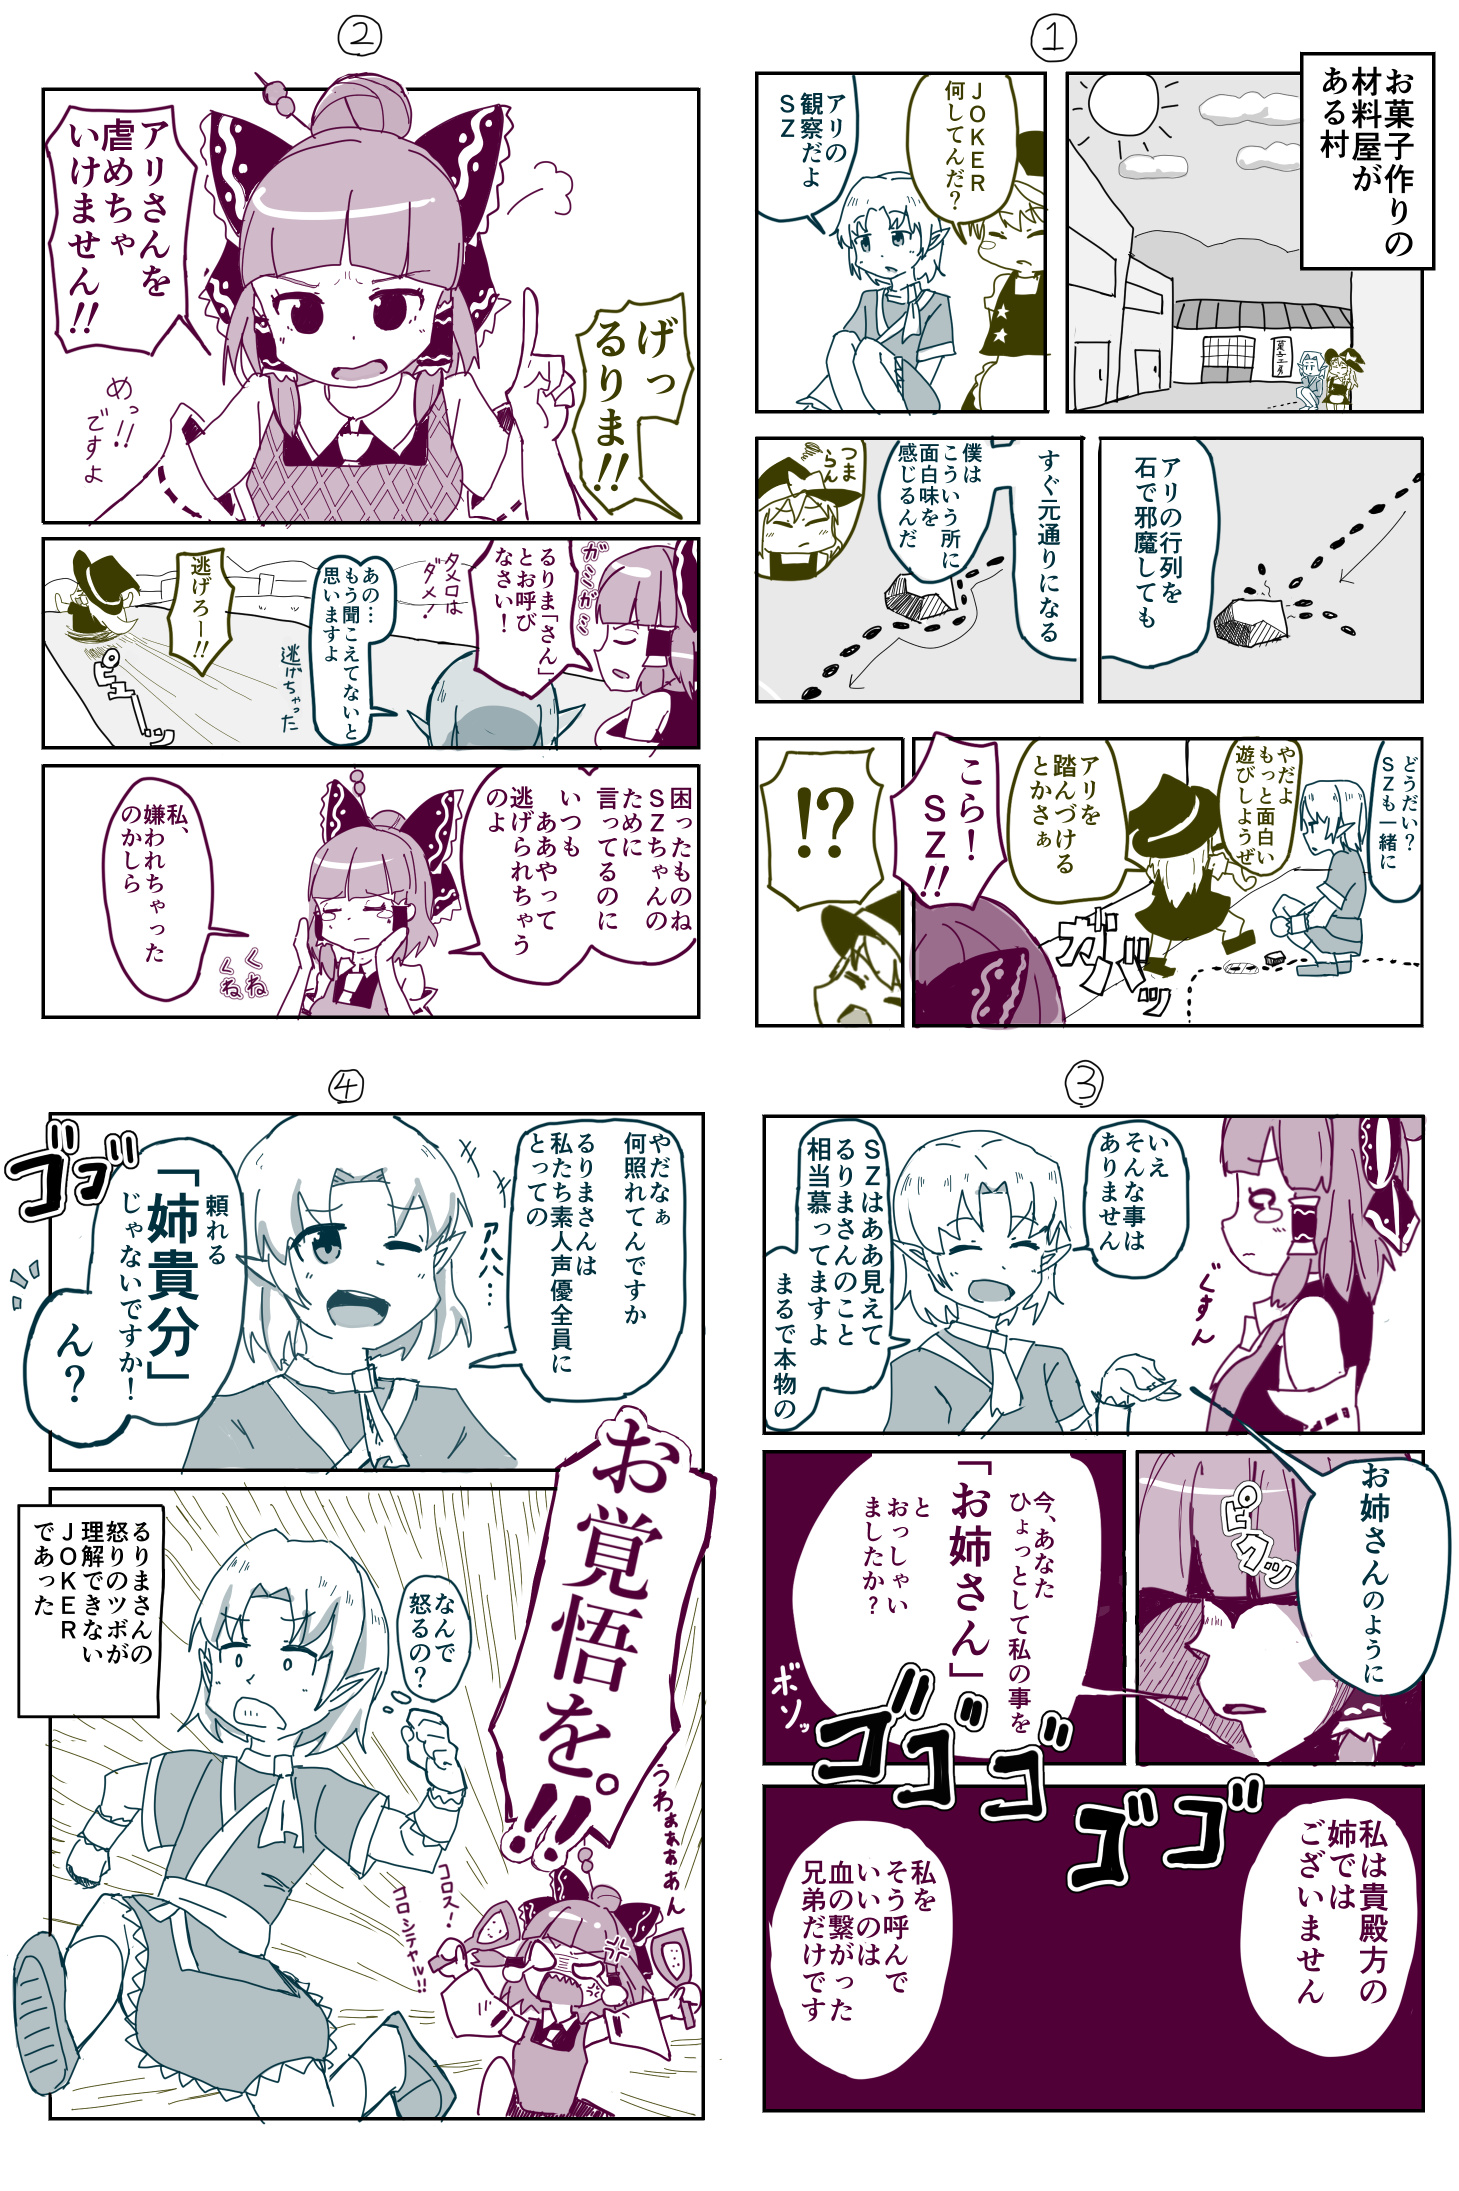 ①
お菓子作りの
材料屋が
ある村
菓子工房
JOKER
何してんだ？
アリの
観察だよ
SZ
アリの行列を
石で邪魔しても
すぐ元通りになる
僕は
こういう所に
面白味を
感じるんだ
つま
らん
どうだい？
SZも一緒に
やだよ
もっと面白い
遊びしようぜ
アリを
踏んづける
とかさぁ
ガバッ
こら！
SZ!!
!?
②
げっ
るりま!!
アリさんを
虐めちゃ
いけません!!
めっ!!
ですよ
ガミガミ
るりま「さん」
とお呼び
なさい！
タメ口は
ダメ！
あの…
もう聞こえてないと
思いますよ
逃げちゃった
逃げろー!!
ピューッ
困ったものね
SZちゃんの
ために
言ってるのに
いつも
ああやって
逃げられちゃう
のよ
私、
嫌われちゃった
のかしら
くね
くね
③
ぐすん
いえ
そんな事は
ありません
SZはああ見えて
るりまさんのこと
相当慕ってますよ
まるで本物の
お姉さんのように
ピクッ
今、あなた
ひょっとして私の事を
「お姉さん」
と
おっしゃい
ましたか？
ボソッ
ゴゴゴゴゴ
私は貴殿方の
姉では
ございません
私を
そう呼んで
いいのは
血の繋がった
兄弟だけです
④
やだなぁ
何照れてんですか
るりまさんは
私たち素人声優全員に
とっての
アハハ…
頼れる
「姉貴分」
じゃないですか！
ゴゴゴ
ん？
お覚悟を。!!
うわぁぁぁぁん
コロス！
コロシテャル!!
なんで
怒るの？
るりまさんの
怒りのツボが
理解できない
JOKER
であった